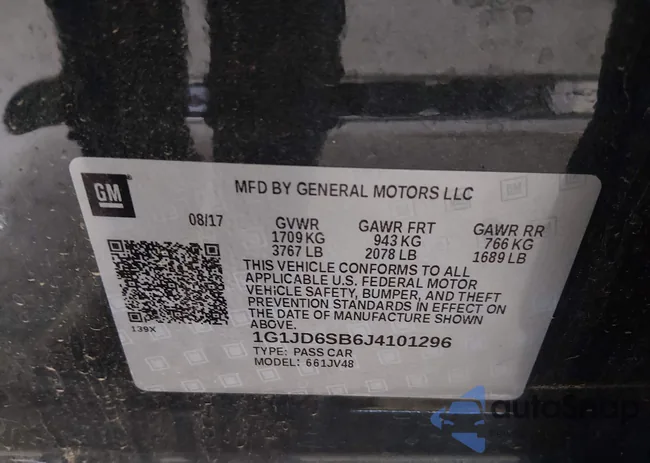 GM
MFD BY GENERAL MOTORS LLC
08/17 GVWR GAWR FRT GAWR RR
1709 KG 943 KG 766 KG
3767 LB 2078 LB 1689 LB
THIS VEHICLE CONFORMS TO ALL
APPLICABLE U.S. FEDERAL MOTOR
VEHICLE SAFETY, BUMPER, AND THEFT
PREVENTION STANDARDS IN EFFECT ON
THE DATE OF MANUFACTURE SHOWN
ABOVE.
139X
1G1JD6SB6J4101296
TYPE: PASS CAR
MODEL: 661JV48
autoSnap